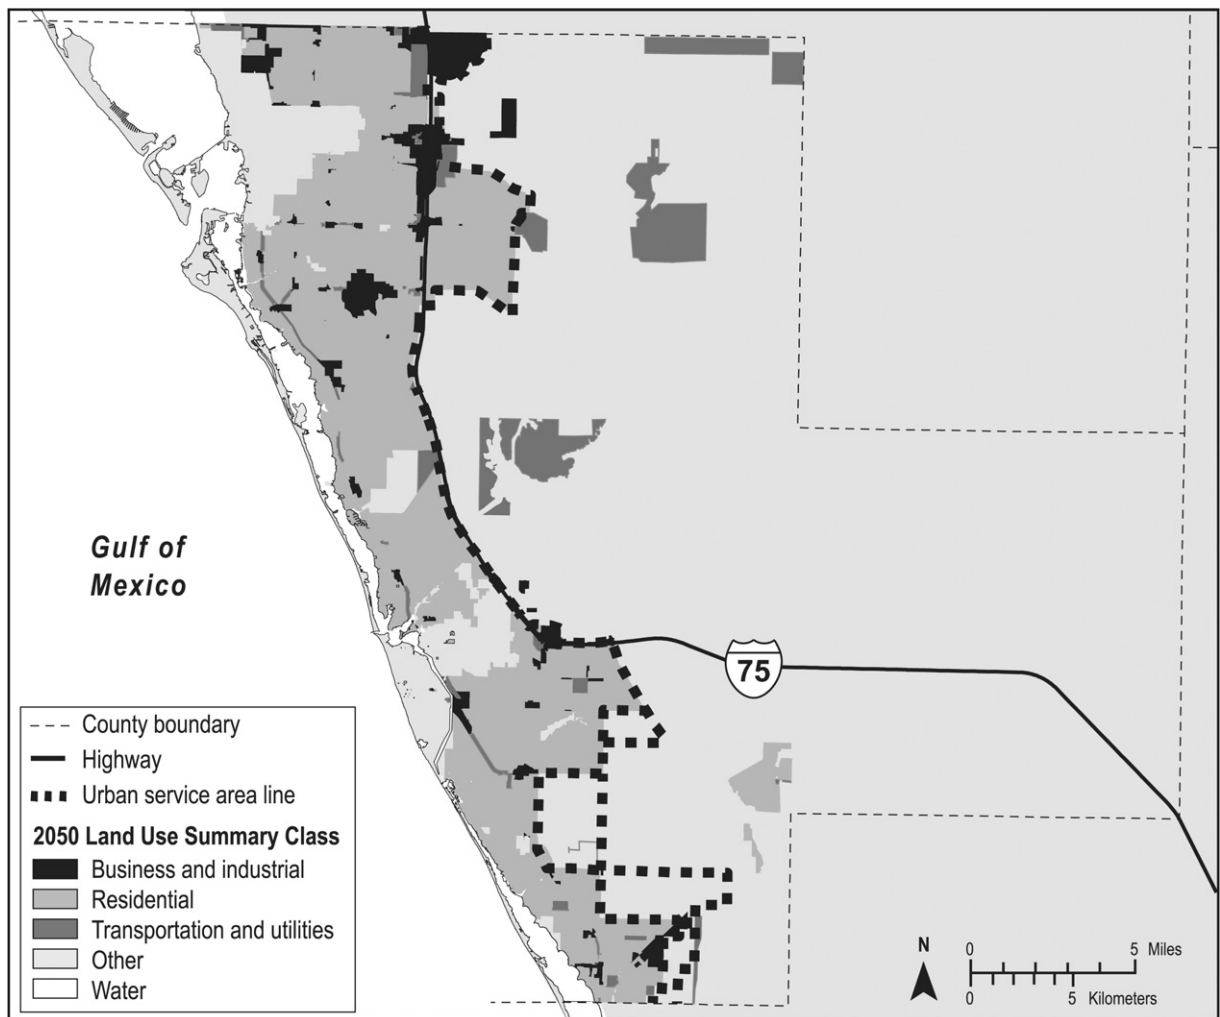 Gulf of
Mexico
75
County boundary
Highway
Urban service area line
2050 Land Use Summary Class
Business and industrial
Residential
Transportation and utilities
Other
Water
N
0 5 Miles
0 5 Kilometers